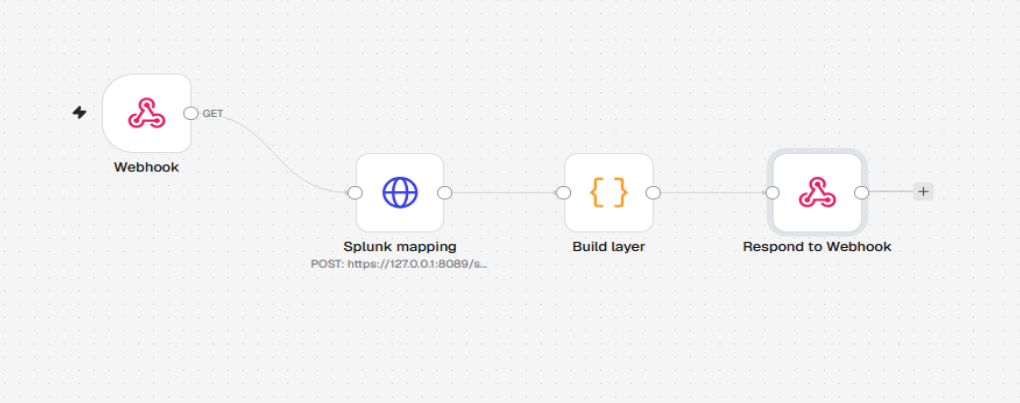 GET
Webhook
Splunk mapping
POST: https://127.0.0.1:8089/s...
Build layer
Respond to Webhook